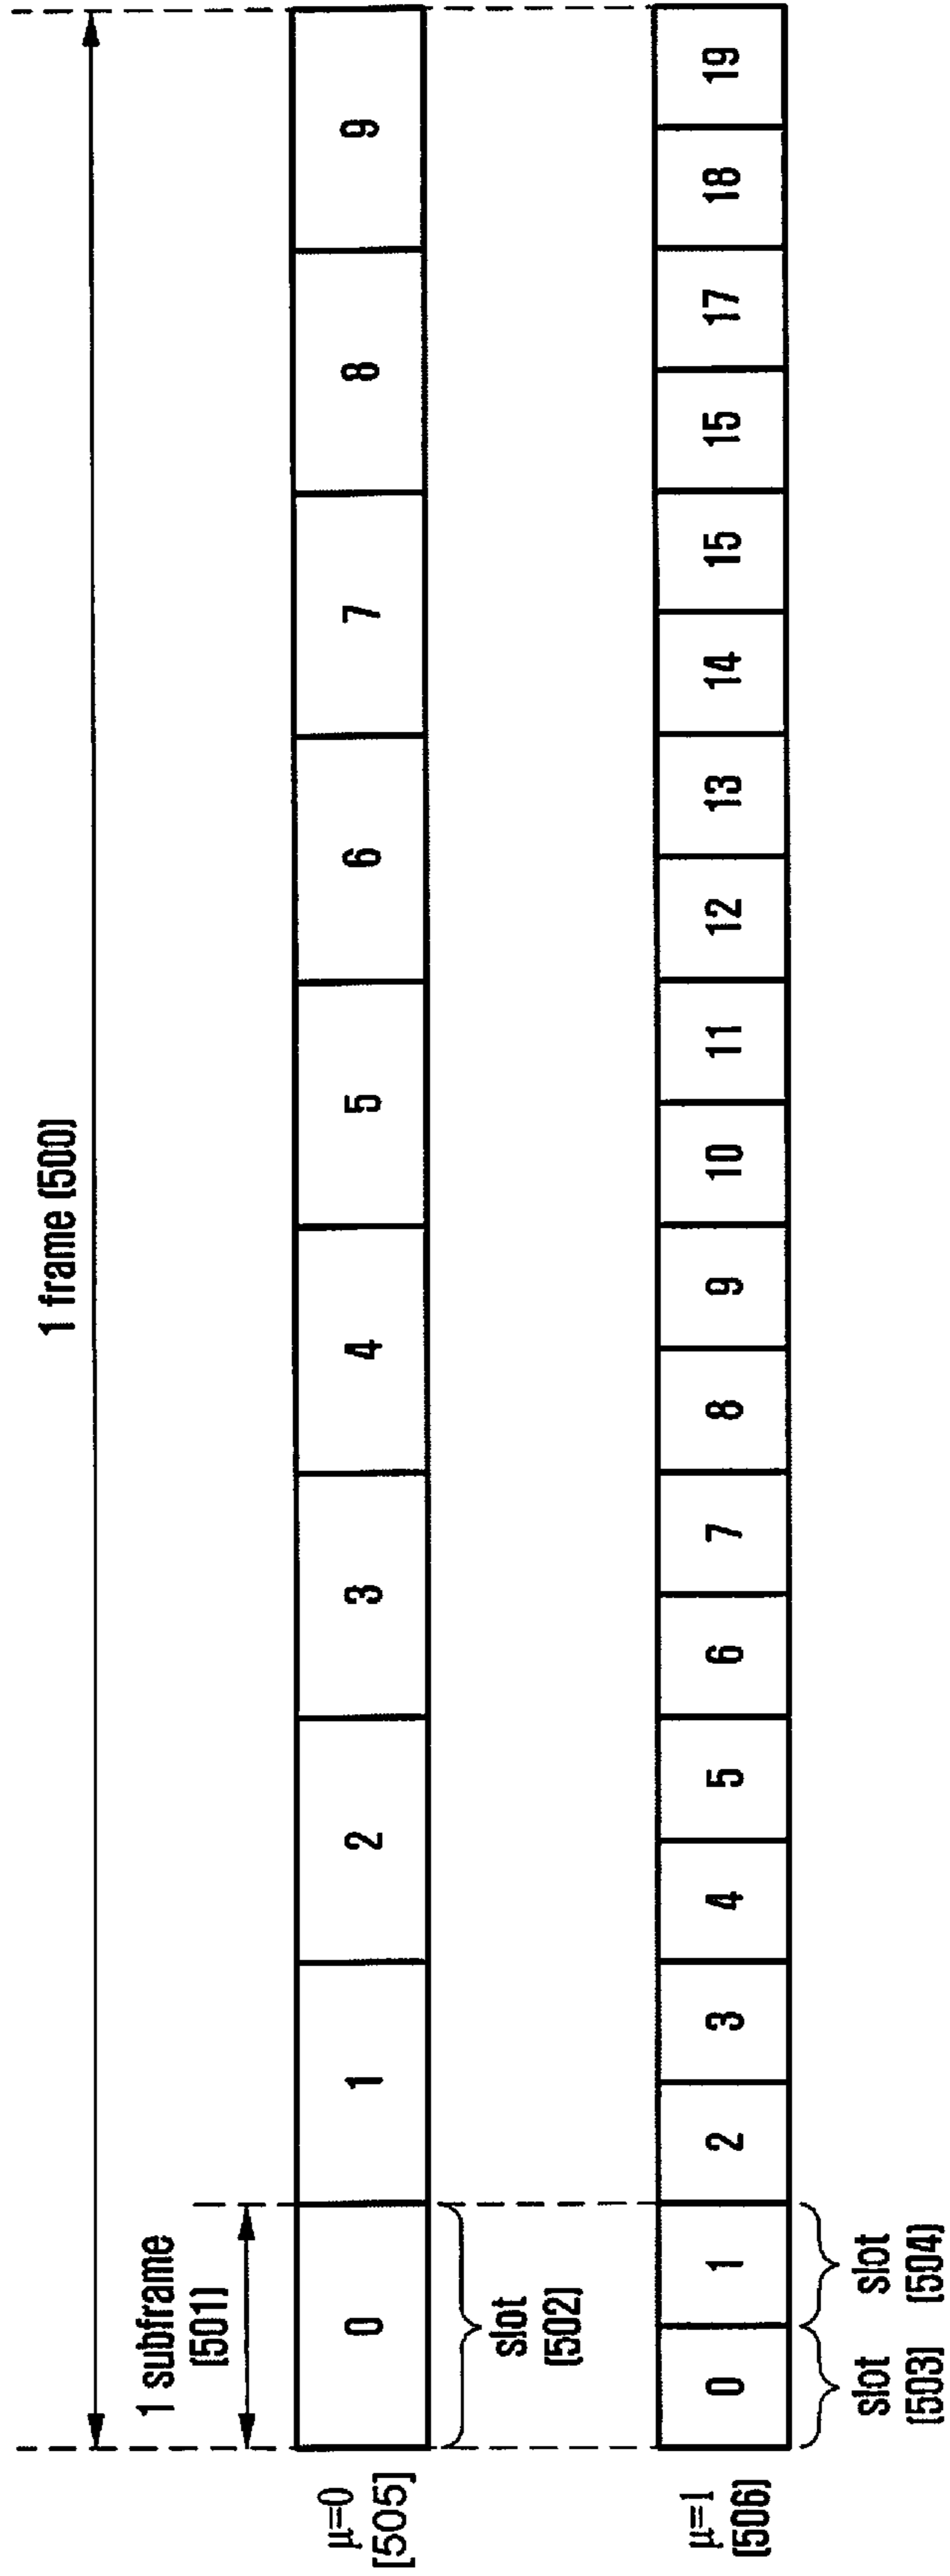 1 frame (500)
1 subframe
(501)
μ=0
[505]
0 1 2 3 4 5 6 7 8 9
slot
(502)
μ=1
(506)
0 1 2 3 4 5 6 7 8 9 10 11 12 13 14 15 15 17 18 19
slot
(503)
slot
(504)